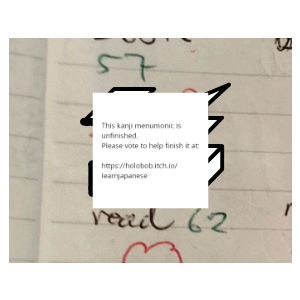 57
This kanji menumonic is
unfinished.
Please vote to help finish it at:
https://holobob.itch.io/
learnjapanese
read 62